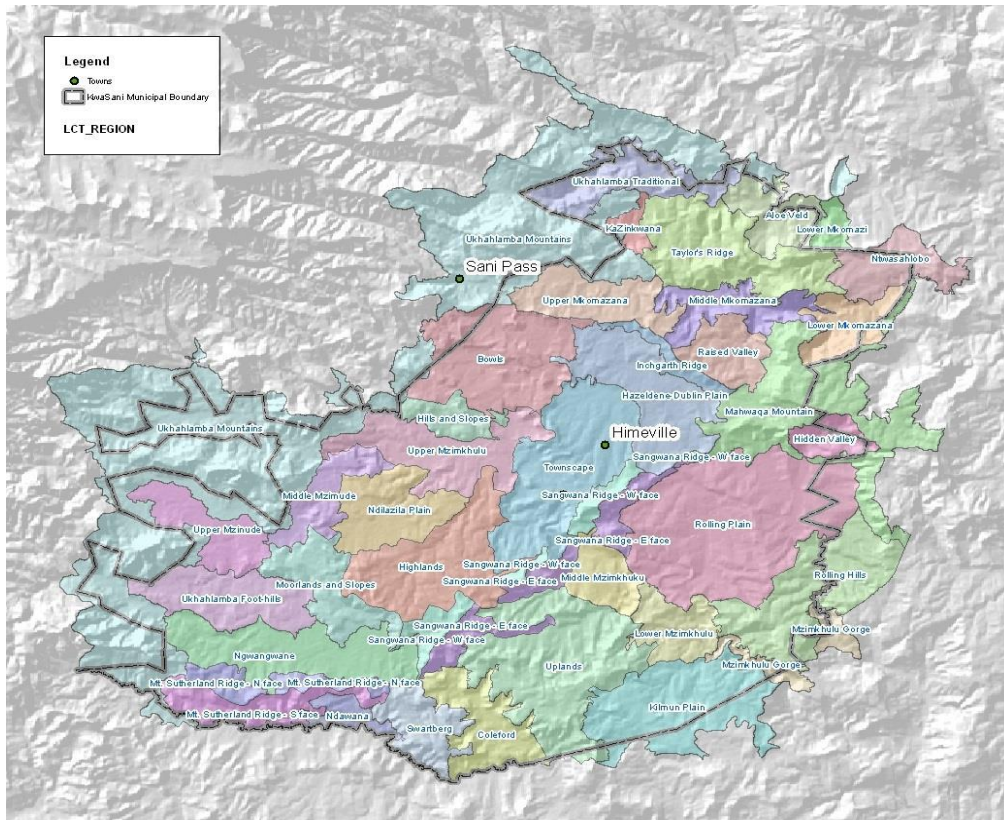 Legend
Towns
KwaSani Municipal Boundary
LCT_REGION
Ukhahlamba Traditional
Aloe Veld
KaZinkwana
Lower Mkomazi
Ukhahlamba Mountains
Taylor's Ridge
Ntwasahlobo
Sani Pass
Upper Mkomazana
Middle Mkomazana
Lower Mkomazana
Raised Valley
Bowls
Inchgarth Ridge
Hazeldene-Dublin Plain
Mahwaqa Mountain
Hills and Slopes
Ukhahlamba Mountains
Himeville
Hidden Valley
Upper Mzimkhulu
Sangwana Ridge - W face
Townscape
Middle Mzimude
Sangwana Ridge - W face
Ndlazila Plain
Rolling Plain
Upper Mzinude
Sangwana Ridge - E face
Sangwana Ridge - W face
Highlands
Rolling Hills
Middle Mzimkhuku
Sangwana Ridge - E face
Moorlands and Slopes
Ukhahlamba Foot-hills
Sangwana Ridge - E face
Mzimkhulu Gorge
Lower Mzimkhulu
Sangwana Ridge - W face
Ngwangwane
Uplands
Mzimkhulu Gorge
Mt. Sutherland Ridge - N face
Mt. Sutherland Ridge - N face
Kilmun Plain
Mt. Sutherland Ridge - S face
Ndawana
Swartberg
Coleford